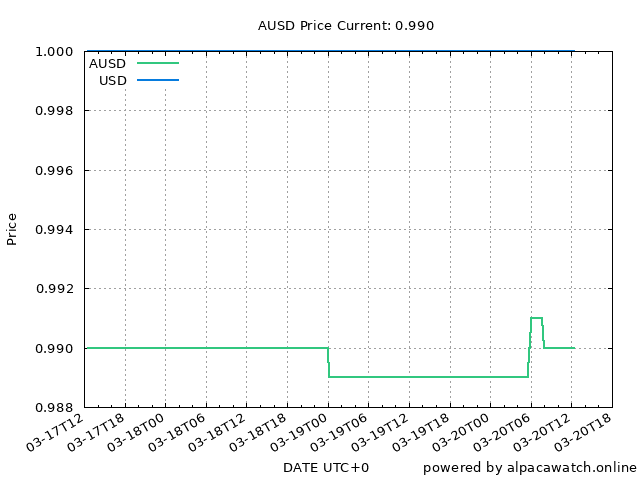 AUSD Price Current: 0.990
1.000
AUSD
USD
0.998
0.996
0.994
Price
0.992
0.990
0.988
03-17T12
03-17T18
03-18T00
03-18T06
03-18T12
03-18T18
03-19T00
03-19T06
03-19T12
03-19T18
03-20T00
03-20T06
03-20T12
03-20T18
DATE UTC+0
powered by alpacawatch.online